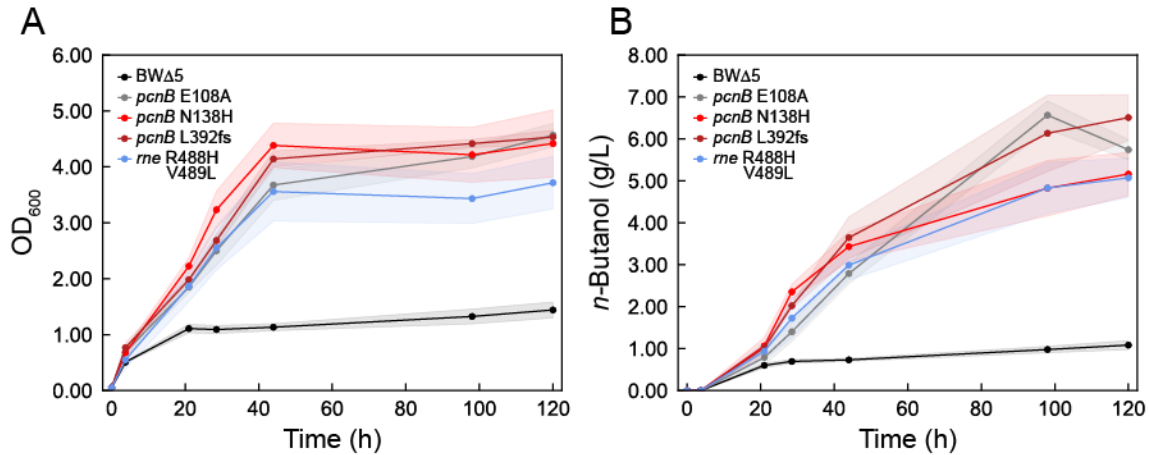 A
6.00
5.00
4.00
3.00
2.00
1.00
0.00
OD600
BWΔ5
pcnB E108A
pcnB N138H
pcnB L392fs
rne R488H
V489L
0 20 40 60 80 100 120
Time (h)
B
8.00
7.00
6.00
5.00
4.00
3.00
2.00
1.00
0.00
n-Butanol (g/L)
BWΔ5
pcnB E108A
pcnB N138H
pcnB L392fs
rne R488H
V489L
0 20 40 60 80 100 120
Time (h)